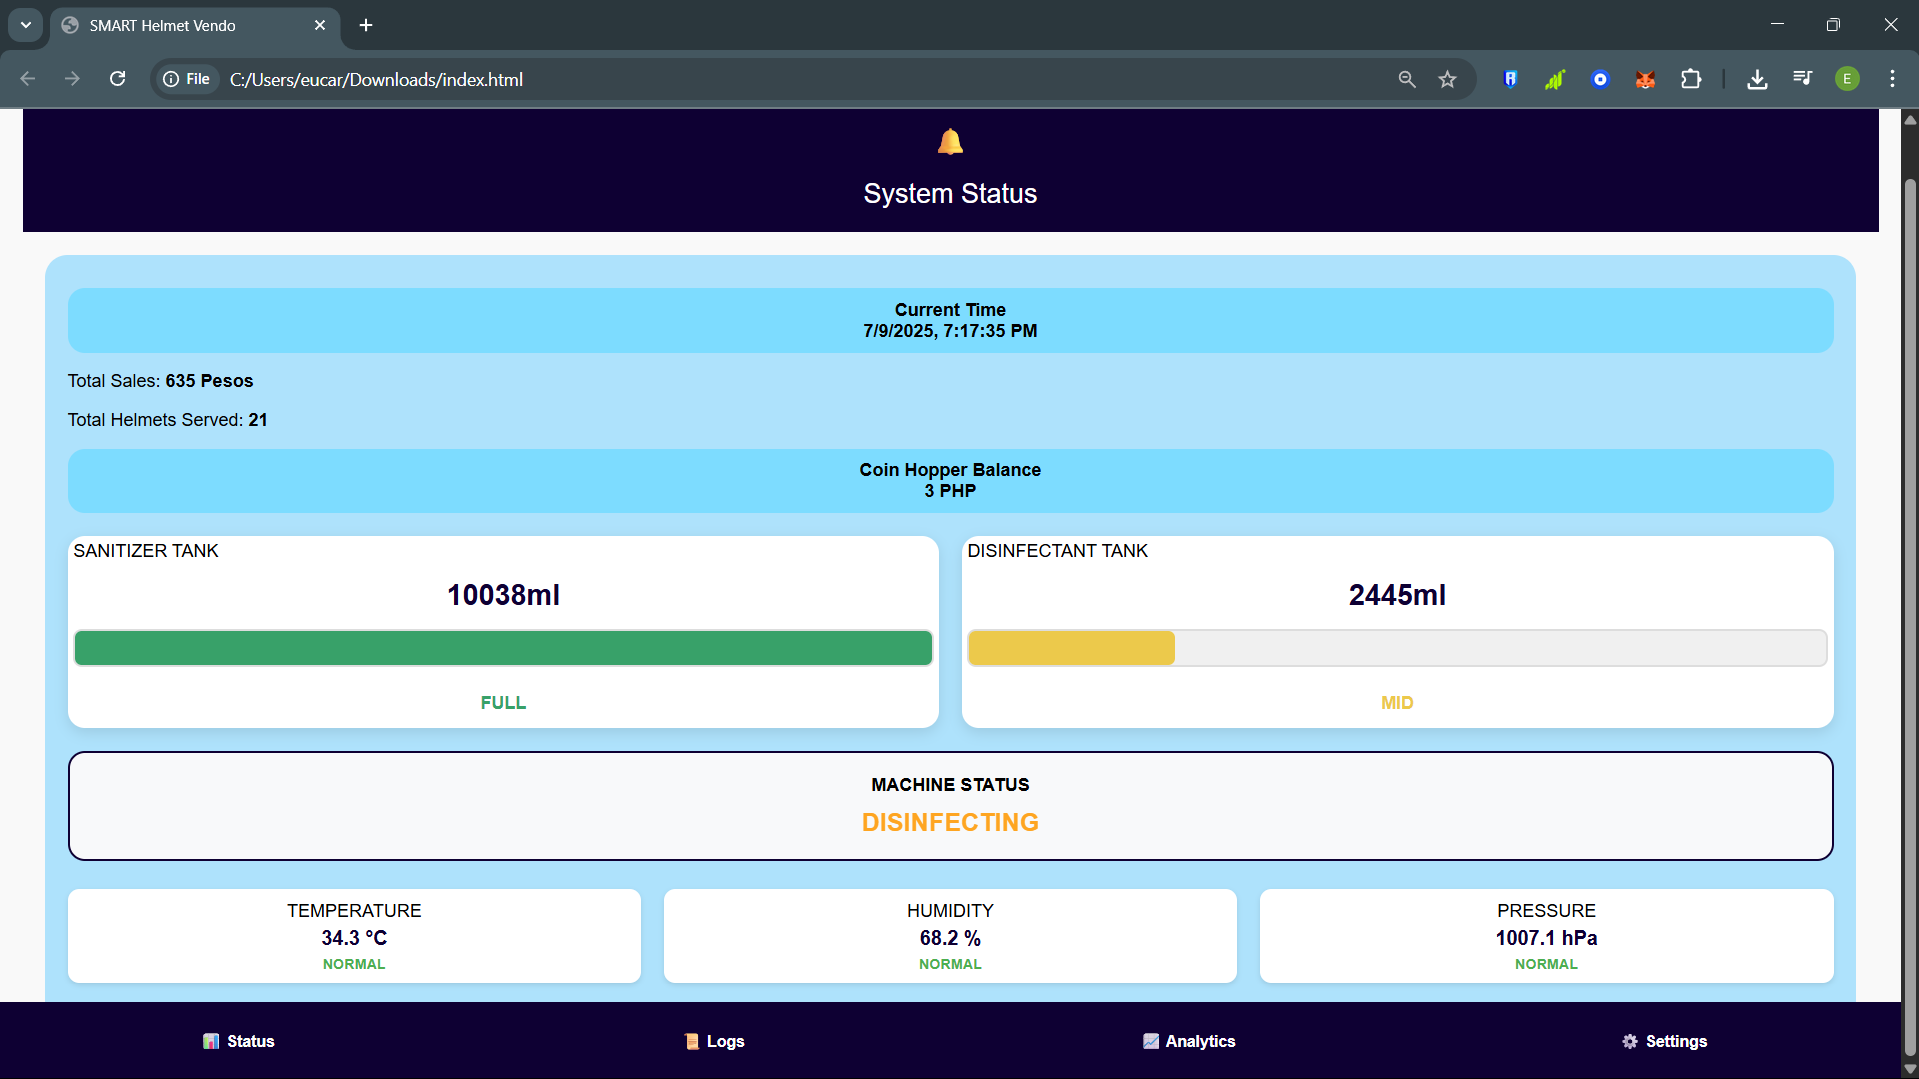 SMART Helmet Vendo
File C:/Users/eucar/Downloads/index.html
E
System Status
Current Time
7/9/2025, 7:17:35 PM
Total Sales: 635 Pesos
Total Helmets Served: 21
Coin Hopper Balance
3 PHP
SANITIZER TANK
10038ml
FULL
DISINFECTANT TANK
2445ml
MID
MACHINE STATUS
DISINFECTING
TEMPERATURE
34.3 °C
NORMAL
HUMIDITY
68.2 %
NORMAL
PRESSURE
1007.1 hPa
NORMAL
Status
Logs
Analytics
Settings